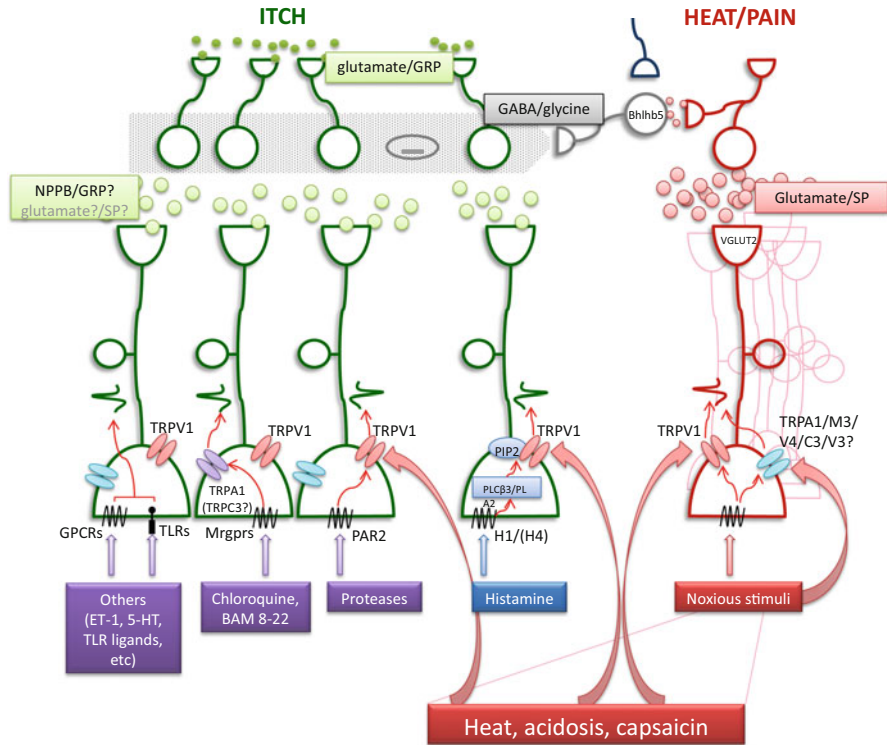 ITCH
HEAT/PAIN
glutamate/GRP
GABA/glycine
Bhlhb5
NPPB/GRP?
glutamate?/SP?
Glutamate/SP
VGLUT2
TRPV1
TRPV1
TRPV1
TRPV1
TRPV1
TRPA1/M3/
V4/C3/V3?
PIP2
TRPA1
(TRPC3?)
PLCβ3/PL
A2
GPCRs
TLRs
Mrgprs
PAR2
H1/(H4)
Others
(ET-1, 5-HT,
TLR ligands,
etc)
Chloroquine,
BAM 8-22
Proteases
Histamine
Noxious stimuli
Heat, acidosis, capsaicin